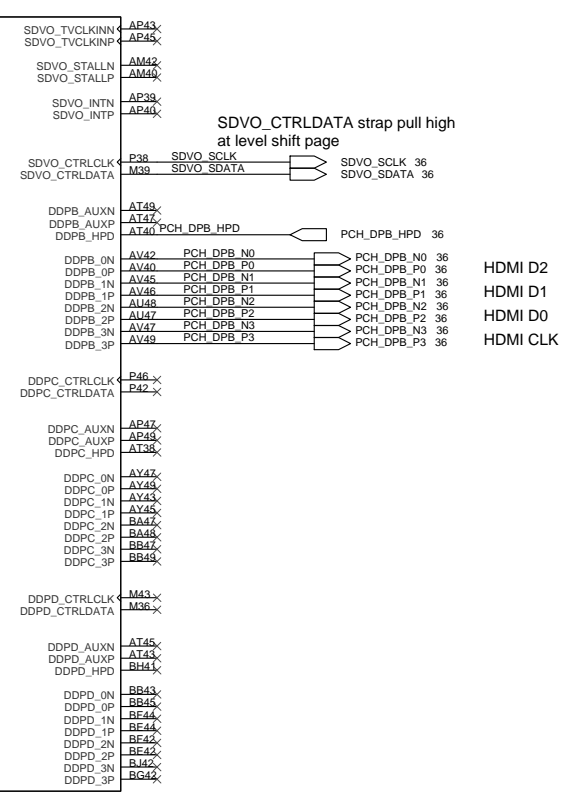 SDVO_TVCLKINN AP43
SDVO_TVCLKINP AP45
SDVO_STALLN AM42
SDVO_STALLP AM40
SDVO_INTN AP39
SDVO_INTP AP40
SDVO_CTRLDATA strap pull high
at level shift page
SDVO_CTRLCLK P38 SDVO_SCLK SDVO_SCLK 36
SDVO_CTRLDATA M39 SDVO_SDATA SDVO_SDATA 36
DDPB_AUXN AT49
DDPB_AUXP AT47
DDPB_HPD AT40 PCH_DPB_HPD PCH_DPB_HPD 36
DDPB_0N AV42 PCH_DPB_N0 PCH_DPB_N0 36
DDPB_0P AV40 PCH_DPB_P0 PCH_DPB_P0 36 HDMI D2
DDPB_1N AV45 PCH_DPB_N1 PCH_DPB_N1 36
DDPB_1P AV46 PCH_DPB_P1 PCH_DPB_P1 36 HDMI D1
DDPB_2N AU48 PCH_DPB_N2 PCH_DPB_N2 36
DDPB_2P AU47 PCH_DPB_P2 PCH_DPB_P2 36 HDMI D0
DDPB_3N AV47 PCH_DPB_N3 PCH_DPB_N3 36
DDPB_3P AV49 PCH_DPB_P3 PCH_DPB_P3 36 HDMI CLK
DDPC_CTRLCLK P46
DDPC_CTRLDATA P42
DDPC_AUXN AP47
DDPC_AUXP AP49
DDPC_HPD AT38
DDPC_0N AY47
DDPC_0P AY49
DDPC_1N AY43
DDPC_1P AY45
DDPC_2N BA47
DDPC_2P BA48
DDPC_3N BB47
DDPC_3P BB49
DDPD_CTRLCLK M43
DDPD_CTRLDATA M36
DDPD_AUXN AT45
DDPD_AUXP AT43
DDPD_HPD BH41
DDPD_0N BB43
DDPD_0P BB45
DDPD_1N BF44
DDPD_1P BE44
DDPD_2N BF42
DDPD_2P BE42
DDPD_3N BJ42
DDPD_3P BG42